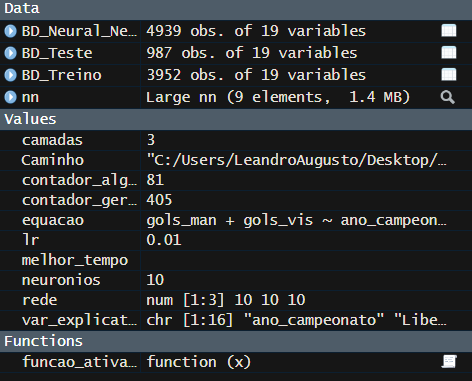 Data
BD_Neural_Ne… 4939 obs. of 19 variables
BD_Teste 987 obs. of 19 variables
BD_Treino 3952 obs. of 19 variables
nn Large nn (9 elements, 1.4 MB)
Values
camadas 3
Caminho "C:/Users/LeandroAugusto/Desktop/…
contador_alg… 81
contador_ger… 405
equacao gols_man + gols_vis ~ ano_campeon…
lr 0.01
melhor_tempo
neuronios 10
rede num [1:3] 10 10 10
var_explicat… chr [1:16] "ano_campeonato" "Libe…
Functions
funcao_ativa… function (x)